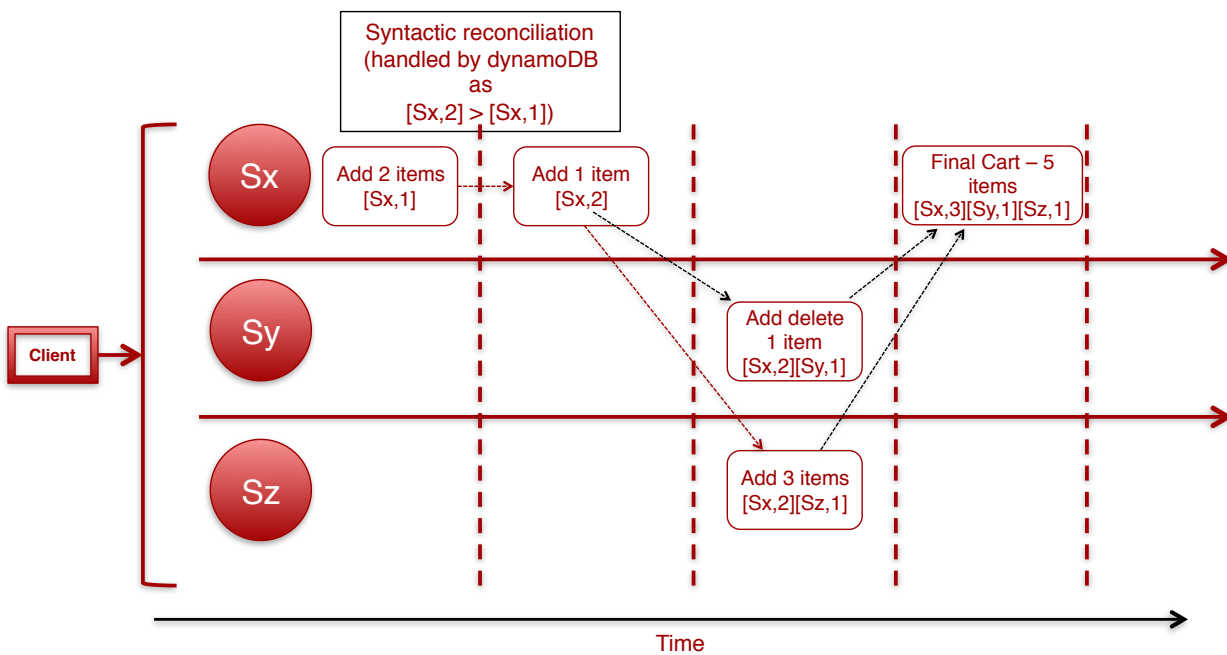 Syntactic reconciliation
(handled by dynamoDB
as
[Sx,2] > [Sx,1])
Sx
Add 2 items
[Sx,1]
Add 1 item
[Sx,2]
Final Cart – 5
items
[Sx,3][Sy,1][Sz,1]
Client
Sy
Add delete
1 item
[Sx,2][Sy,1]
Sz
Add 3 items
[Sx,2][Sz,1]
Time